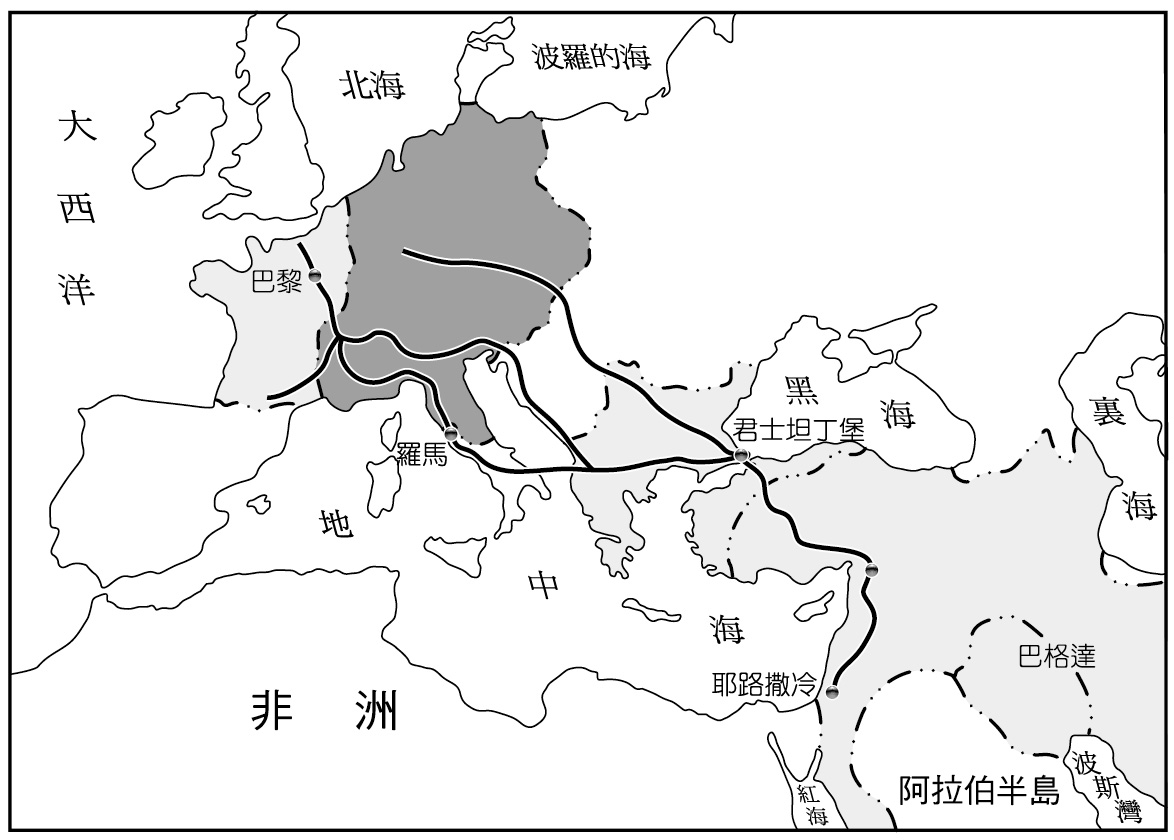 波羅的海
北海
大西洋
巴黎
黑海
裏海
君士坦丁堡
羅馬
地中海
巴格達
耶路撒冷
非洲
阿拉伯半島
波斯灣
紅海